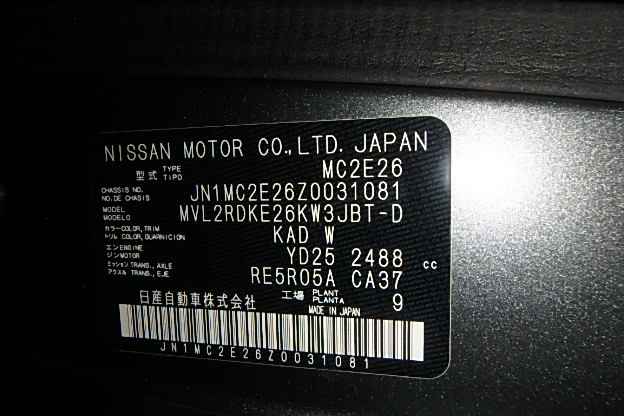 NISSAN MOTOR CO.,LTD. JAPAN
型式 TYPE TIPO MC2E26
CHASSIS NO. NO.DE CHASIS JN1MC2E26Z0031081
MODEL MODELO MVL2RDKE26KW3JBT-D
カラー COLOR,TRIM トリム COLOR,GUARNICION KAD W
エンジン ENGINE MOTOR YD25 2488 cc
ミッション TRANS., AXLE アクスル TRANS., EJE RE5R05A CA37
日産自動車株式会社 工場 PLANT PLANTA 9
MADE IN JAPAN
JN1MC2E26Z0031081